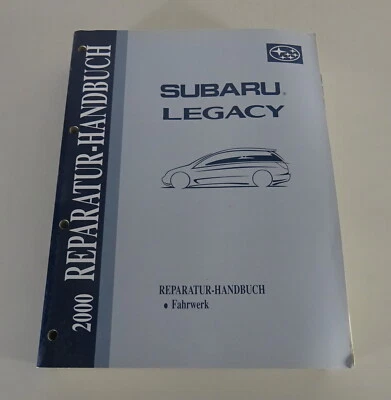 2000 REPARATUR-HANDBUCH
SUBARU®
LEGACY
REPARATUR-HANDBUCH
• Fahrwerk